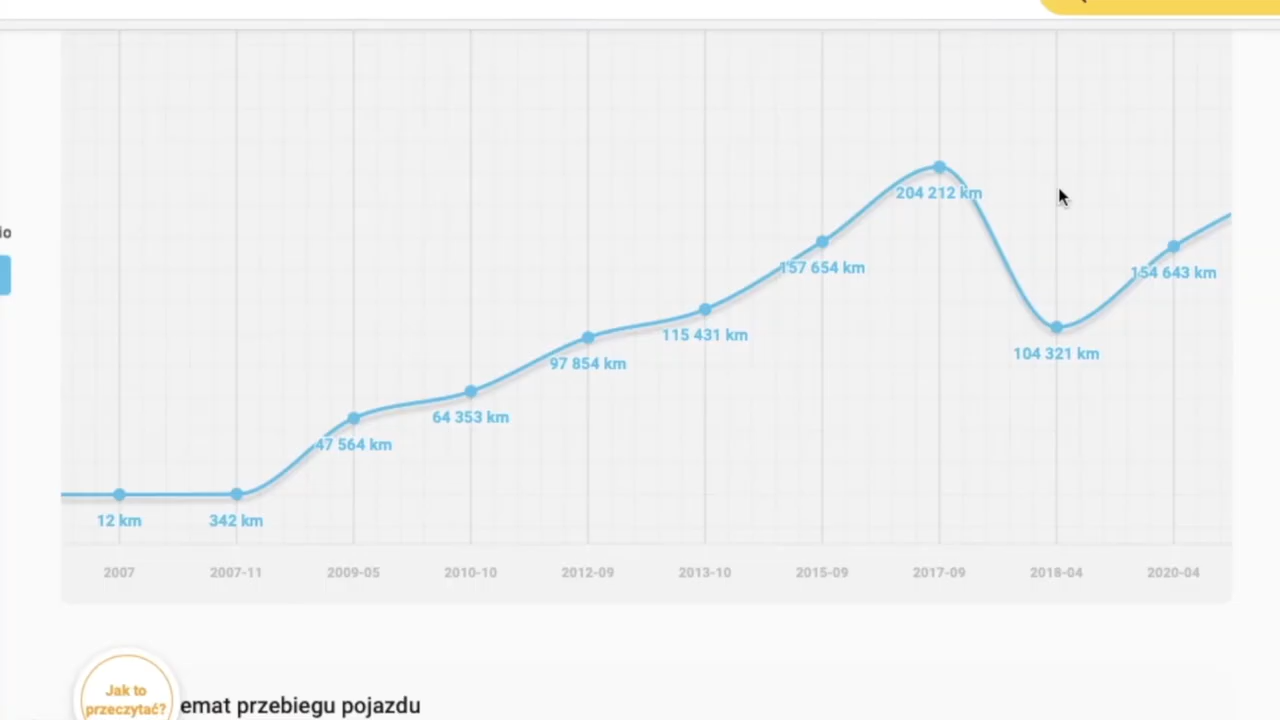 io
204 212 km
157 654 km
154 643 km
115 431 km
104 321 km
97 854 km
64 353 km
47 564 km
12 km
342 km
2007
2007-11
2009-05
2010-10
2012-09
2013-10
2015-09
2017-09
2018-04
2020-04
Jak to
przeczytać?
emat przebiegu pojazdu